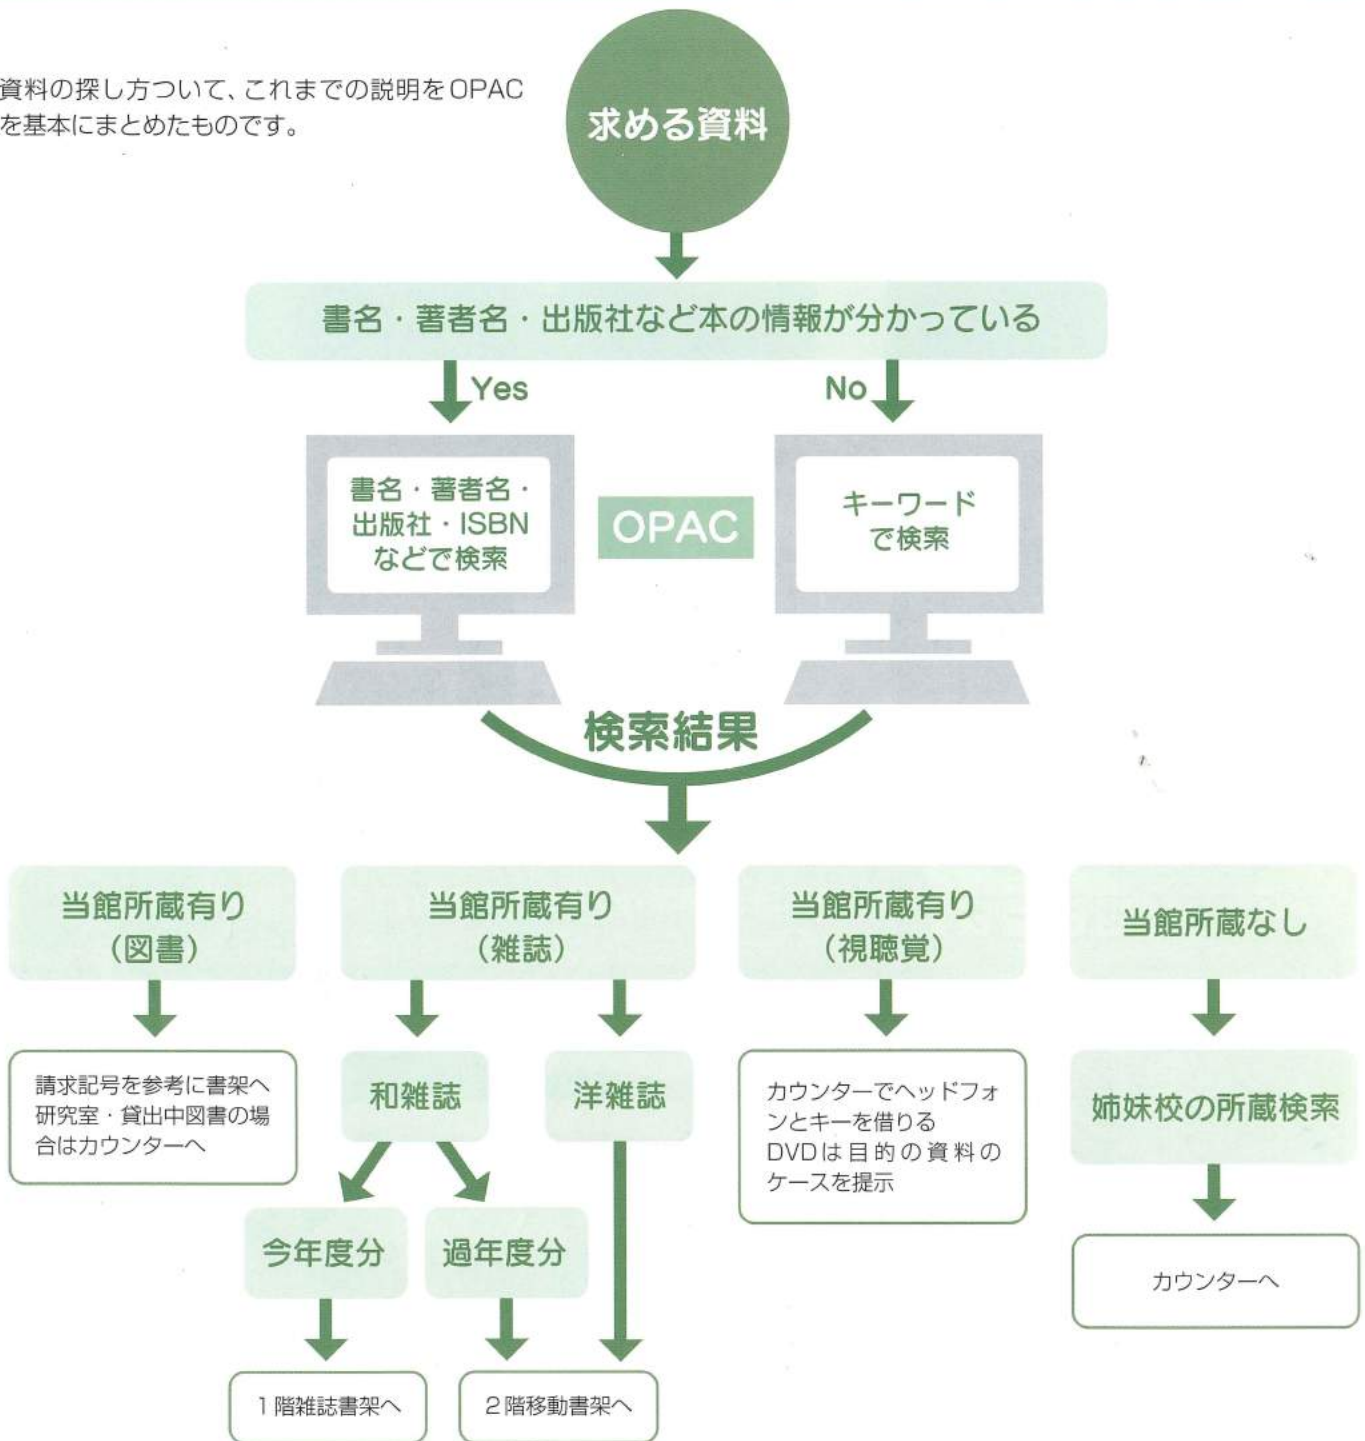 資料の探し方ついて、これまでの説明をOPAC
を基本にまとめたものです。
求める資料
書名・著者名・出版社など本の情報が分かっている
Yes
No
書名・著者名・
出版社・ISBN
などで検索
OPAC
キーワード
で検索
検索結果
当館所蔵有り
（図書）
請求記号を参考に書架へ
研究室・貸出中図書の場
合はカウンターへ
当館所蔵有り
（雑誌）
和雑誌
洋雑誌
今年度分
過年度分
1階雑誌書架へ
2階移動書架へ
当館所蔵有り
（視聴覚）
カウンターでヘッドフォ
ンとキーを借りる
DVDは目的の資料の
ケースを提示
当館所蔵なし
姉妹校の所蔵検索
カウンターへ